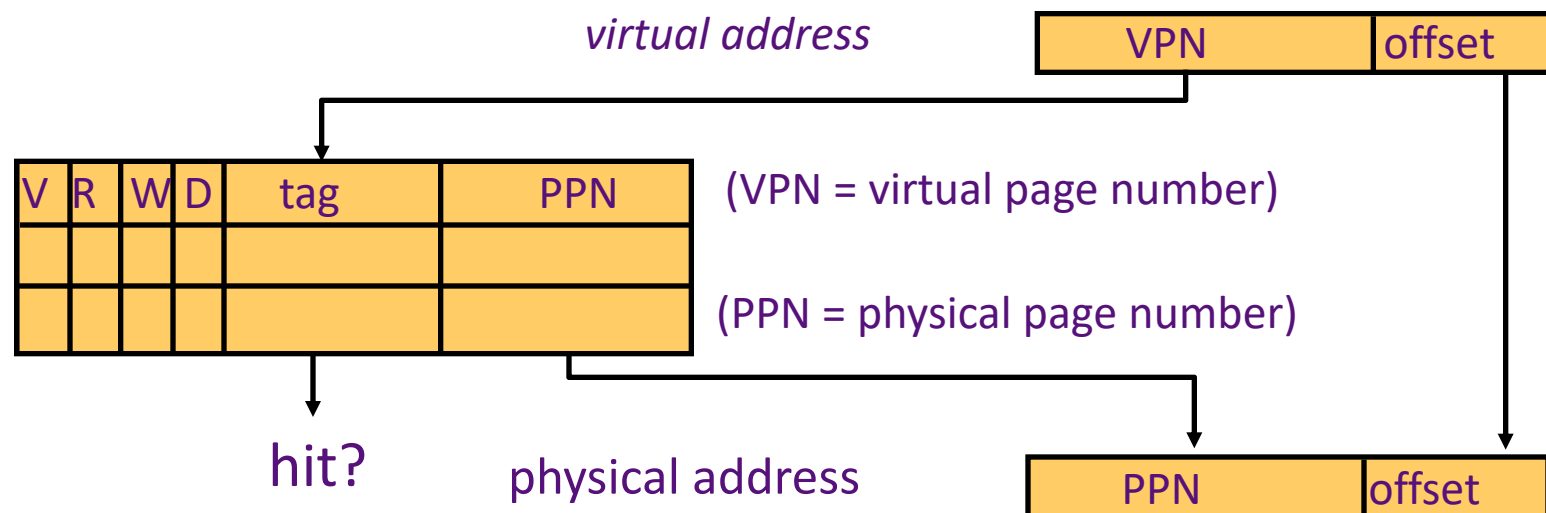 virtual address
VPN offset
V R W D tag PPN
(VPN = virtual page number)
(PPN = physical page number)
hit?
physical address
PPN offset